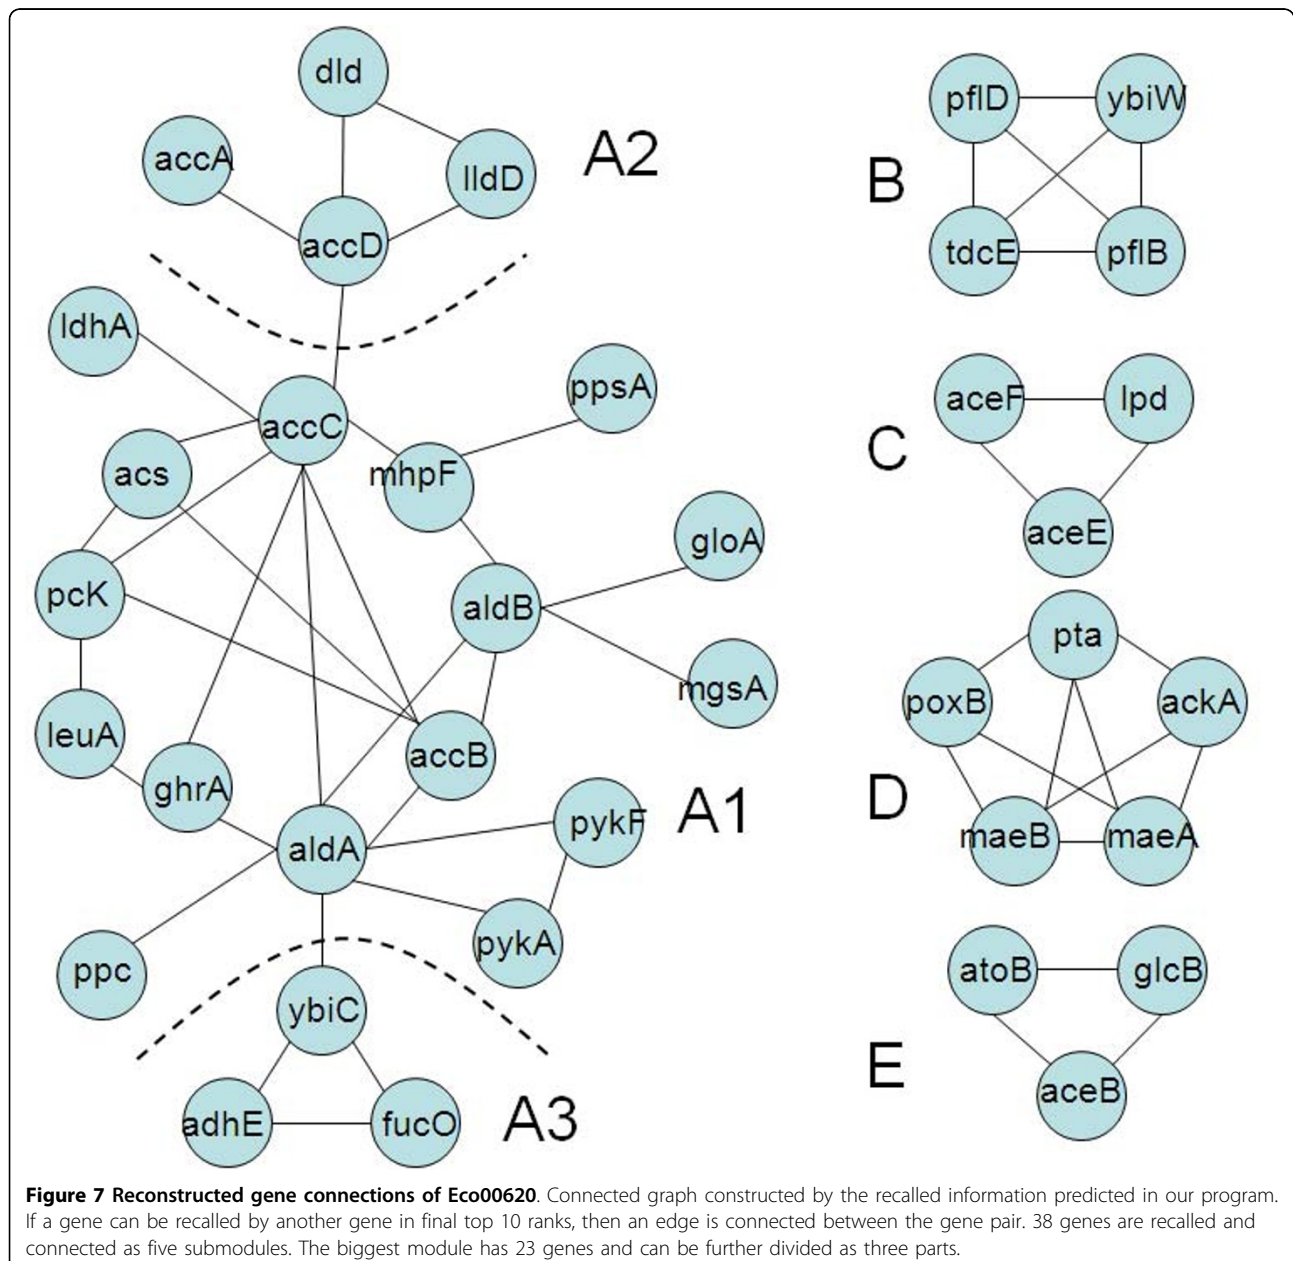 dld
accA
lldD
accD
A2
ldhA
accC
ppsA
acs
mhpF
gloA
pcK
aldB
mgsA
leuA
ghrA
accB
aldA
pykF
A1
pykA
ppc
ybiC
adhE
fucO
A3
pflD
ybiW
B
tdcE
pflB
aceF
lpd
C
aceE
pta
poxB
ackA
D
maeB
maeA
atoB
glcB
E
aceB
Figure 7 Reconstructed gene connections of Eco00620. Connected graph constructed by the recalled information predicted in our program.
If a gene can be recalled by another gene in final top 10 ranks, then an edge is connected between the gene pair. 38 genes are recalled and
connected as five submodules. The biggest module has 23 genes and can be further divided as three parts.